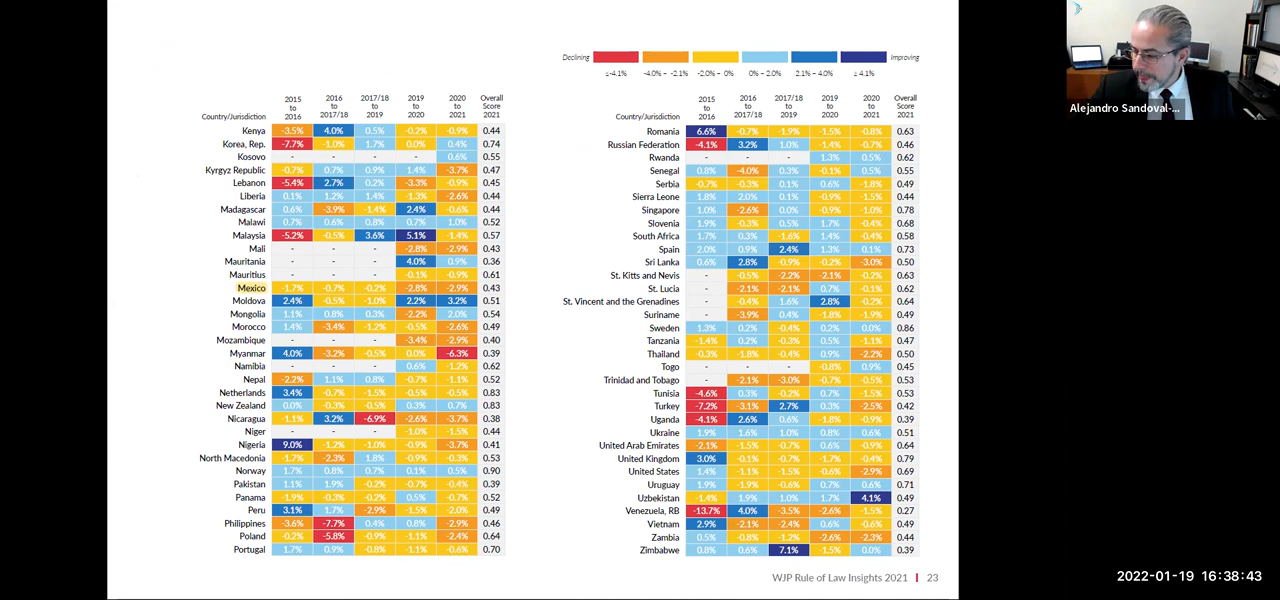 Declining Improving
≤-4.1% -4.0% – -2.1% -2.0% – 0% 0% – 2.0% 2.1% – 4.0% ≥ 4.1%
Country/Jurisdiction 2015 to 2016 2016 to 2017/18 2017/18 to 2019 2019 to 2020 2020 to 2021 Overall Score 2021
Kenya -3.5% 4.0% 0.5% -0.2% -0.9% 0.44
Korea, Rep. -7.7% -1.0% 1.7% 0.0% 0.4% 0.74
Kosovo - - - - 0.6% 0.55
Kyrgyz Republic -0.7% 0.7% 0.9% 1.4% -3.7% 0.47
Lebanon -5.4% 2.7% 0.2% -3.3% -0.9% 0.45
Liberia 0.1% 1.2% 1.4% -1.3% -2.6% 0.44
Madagascar 0.6% -3.9% -1.4% 2.4% -0.6% 0.44
Malawi 0.7% 0.6% 0.8% 0.7% 1.0% 0.52
Malaysia -5.2% -0.5% 3.6% 5.1% -1.4% 0.57
Mali - - - -2.8% -2.9% 0.43
Mauritania - - - 4.0% 0.9% 0.36
Mauritius - - - -0.1% -0.9% 0.61
Mexico -1.7% -0.7% -0.2% -2.8% -2.9% 0.43
Moldova 2.4% -0.5% -1.0% 2.2% 3.2% 0.51
Mongolia 1.1% 0.8% 0.3% -2.2% 2.0% 0.54
Morocco 1.4% -3.4% -1.2% -0.5% -2.6% 0.49
Mozambique - - - -3.4% -2.9% 0.40
Myanmar 4.0% -3.2% -0.5% 0.0% -6.3% 0.39
Namibia - - - 0.6% -1.2% 0.62
Nepal -2.2% 1.1% 0.8% -0.7% -1.1% 0.52
Netherlands 3.4% -0.7% -1.5% -0.5% -0.5% 0.83
New Zealand 0.0% -0.3% -0.5% 0.3% 0.7% 0.83
Nicaragua -1.1% 3.2% -6.9% -2.6% -3.7% 0.38
Niger - - - -1.0% -1.5% 0.44
Nigeria 9.0% -1.2% -1.0% -0.9% -3.7% 0.41
North Macedonia -1.7% -2.3% 1.8% -0.9% -0.3% 0.53
Norway 1.7% 0.8% 0.7% 0.1% 0.5% 0.90
Pakistan 1.1% 1.9% -0.2% -0.7% -0.4% 0.39
Panama -1.9% -0.3% -0.2% 0.5% -0.7% 0.52
Peru 3.1% 1.7% -2.9% -1.5% -2.0% 0.49
Philippines -3.6% -7.7% 0.4% 0.8% -2.9% 0.46
Poland -0.2% -5.8% -0.9% -1.1% -2.4% 0.64
Portugal 1.7% 0.9% -0.8% -1.1% -0.6% 0.70
Country/Jurisdiction 2015 to 2016 2016 to 2017/18 2017/18 to 2019 2019 to 2020 2020 to 2021 Overall Score 2021
Romania 6.6% -0.7% -1.9% -1.5% -0.8% 0.63
Russian Federation -4.1% 3.2% 1.0% -1.4% -0.7% 0.46
Rwanda - - - 1.3% 0.5% 0.62
Senegal 0.8% -4.0% 0.3% -0.1% 0.5% 0.55
Serbia -0.7% -0.3% 0.1% 0.6% -1.8% 0.49
Sierra Leone 1.8% 2.0% 0.1% -0.9% -1.5% 0.44
Singapore 1.0% -2.6% 0.0% -0.9% -1.0% 0.78
Slovenia 1.9% -0.3% 0.5% 1.7% -0.4% 0.68
South Africa 1.7% 0.3% -1.6% 1.4% -0.4% 0.58
Spain 2.0% 0.9% 2.4% 1.3% 0.1% 0.73
Sri Lanka 0.6% 2.8% -0.9% -0.2% -3.0% 0.50
St. Kitts and Nevis - -0.5% -2.2% -2.1% -0.2% 0.63
St. Lucia - -2.1% -2.1% 0.7% -0.1% 0.62
St. Vincent and the Grenadines - -0.4% 1.6% 2.8% -0.2% 0.64
Suriname - -3.9% 0.4% -1.8% -1.9% 0.49
Sweden 1.3% 0.2% -0.4% 0.2% 0.0% 0.86
Tanzania -1.4% 0.2% -0.3% 0.5% -1.1% 0.47
Thailand -0.3% -1.8% -0.4% 0.9% -2.2% 0.50
Togo - - - -0.8% 0.9% 0.45
Trinidad and Tobago - -2.1% -3.0% -0.7% -0.5% 0.53
Tunisia -4.6% 0.3% -0.2% 0.7% -1.5% 0.53
Turkey -7.2% -3.1% 2.7% 0.3% -2.5% 0.42
Uganda -4.1% 2.6% 0.6% -1.8% -0.9% 0.39
Ukraine 1.9% 1.6% 1.0% 0.8% 0.6% 0.51
United Arab Emirates -2.1% -1.5% -0.7% 0.6% -0.9% 0.64
United Kingdom 3.0% -0.1% -0.7% -1.7% -0.4% 0.79
United States 1.4% -1.1% -1.5% -0.6% -2.9% 0.69
Uruguay 1.9% -1.9% -0.6% 0.7% 0.6% 0.71
Uzbekistan -1.4% 1.9% 1.0% 1.7% 4.1% 0.49
Venezuela, RB -13.7% 4.0% -3.5% -2.6% -1.5% 0.27
Vietnam 2.9% -2.1% -2.4% 0.6% -0.6% 0.49
Zambia 0.5% -0.8% -1.2% -2.6% -2.3% 0.44
Zimbabwe 0.8% 0.6% 7.1% -1.5% 0.0% 0.39
WJP Rule of Law Insights 2021 | 23
Alejandro Sandoval-...
2022-01-19 16:38:43